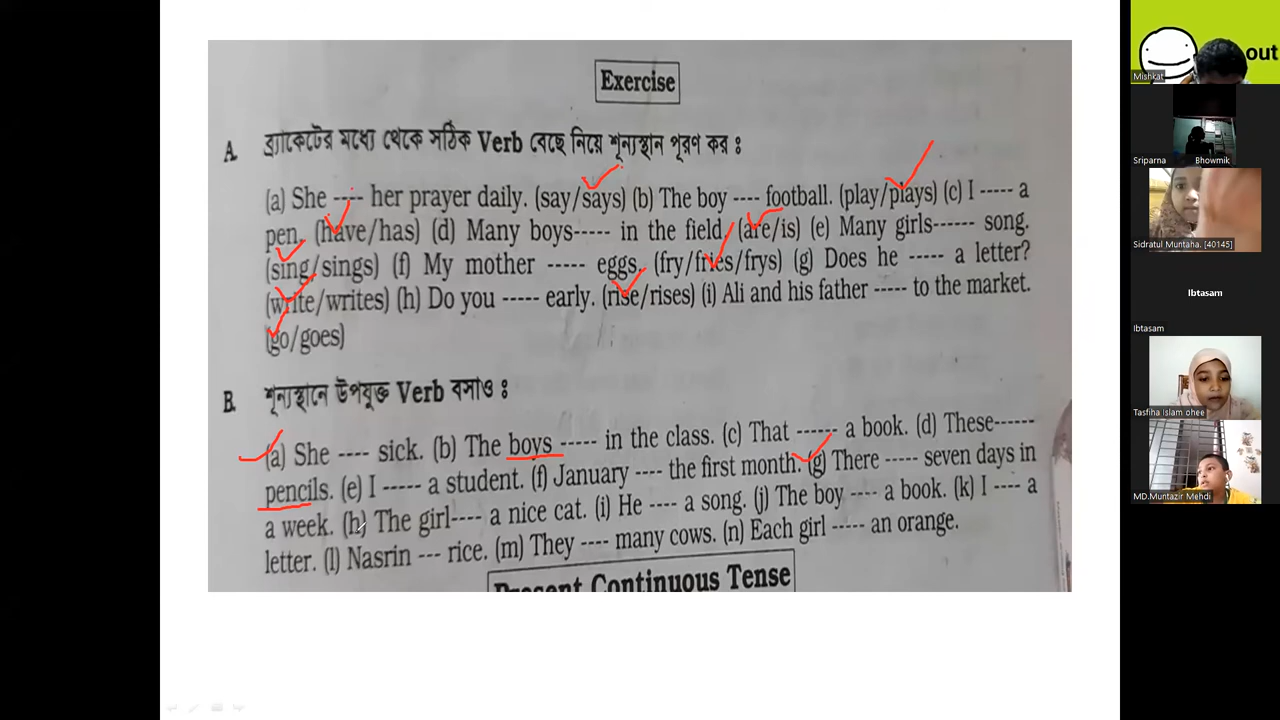 Exercise
A. ব্র্যাকেটের মধ্যে থেকে সঠিক Verb বেছে নিয়ে শূন্যস্থান পূরণ কর ঃ
(a) She ---- her prayer daily. (say/says) (b) The boy ---- football. (play/plays) (c) I ----- a
pen. (have/has) (d) Many boys----- in the field. (are/is) (e) Many girls------ song.
(sing/sings) (f) My mother ----- eggs. (fry/fries/frys) (g) Does he ----- a letter?
(write/writes) (h) Do you ------ early. (rise/rises) (i) Ali and his father ----- to the market.
(go/goes)
B. শূন্যস্থানে উপযুক্ত Verb বসাও ঃ
(a) She ---- sick. (b) The boys ----- in the class. (c) That ------ a book. (d) These------
pencils. (e) I ----- a student. (f) January ---- the first month. (g) There ----- seven days in
a week. (h) The girl---- a nice cat. (i) He ---- a song. (j) The boy ---- a book. (k) I ---- a
letter. (l) Nasrin --- rice. (m) They ---- many cows. (n) Each girl ----- an orange.
Present Continuous Tense
out
Mishkat
Sriparna Bhowmik
Sidratul Muntaha. [40145]
Ibtasam
Ibtasam
Tasfiha Islam ohee
MD.Muntazir Mehdi